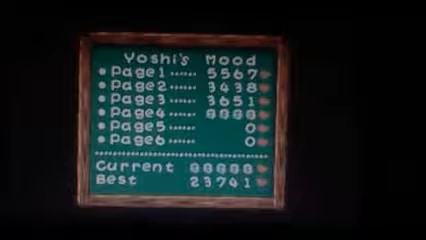 Yoshi's Mood
Page1 ...... 5567
Page2 ...... 3438
Page3 ...... 3651
Page4 ......
Page5 ...... 0
Page6 ...... 0
Current
Best 23741